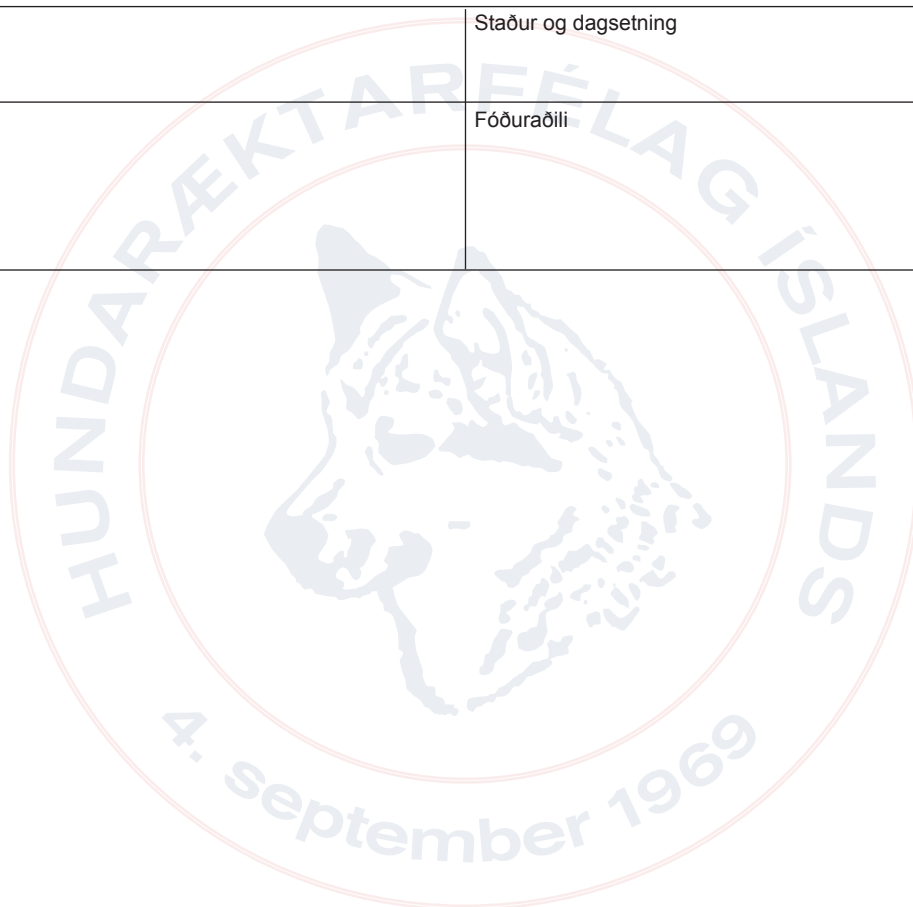 Staður og dagsetning
Fóðuraðili
HUNDARÆKTARFÉLAG ÍSLANDS
4. september 1969